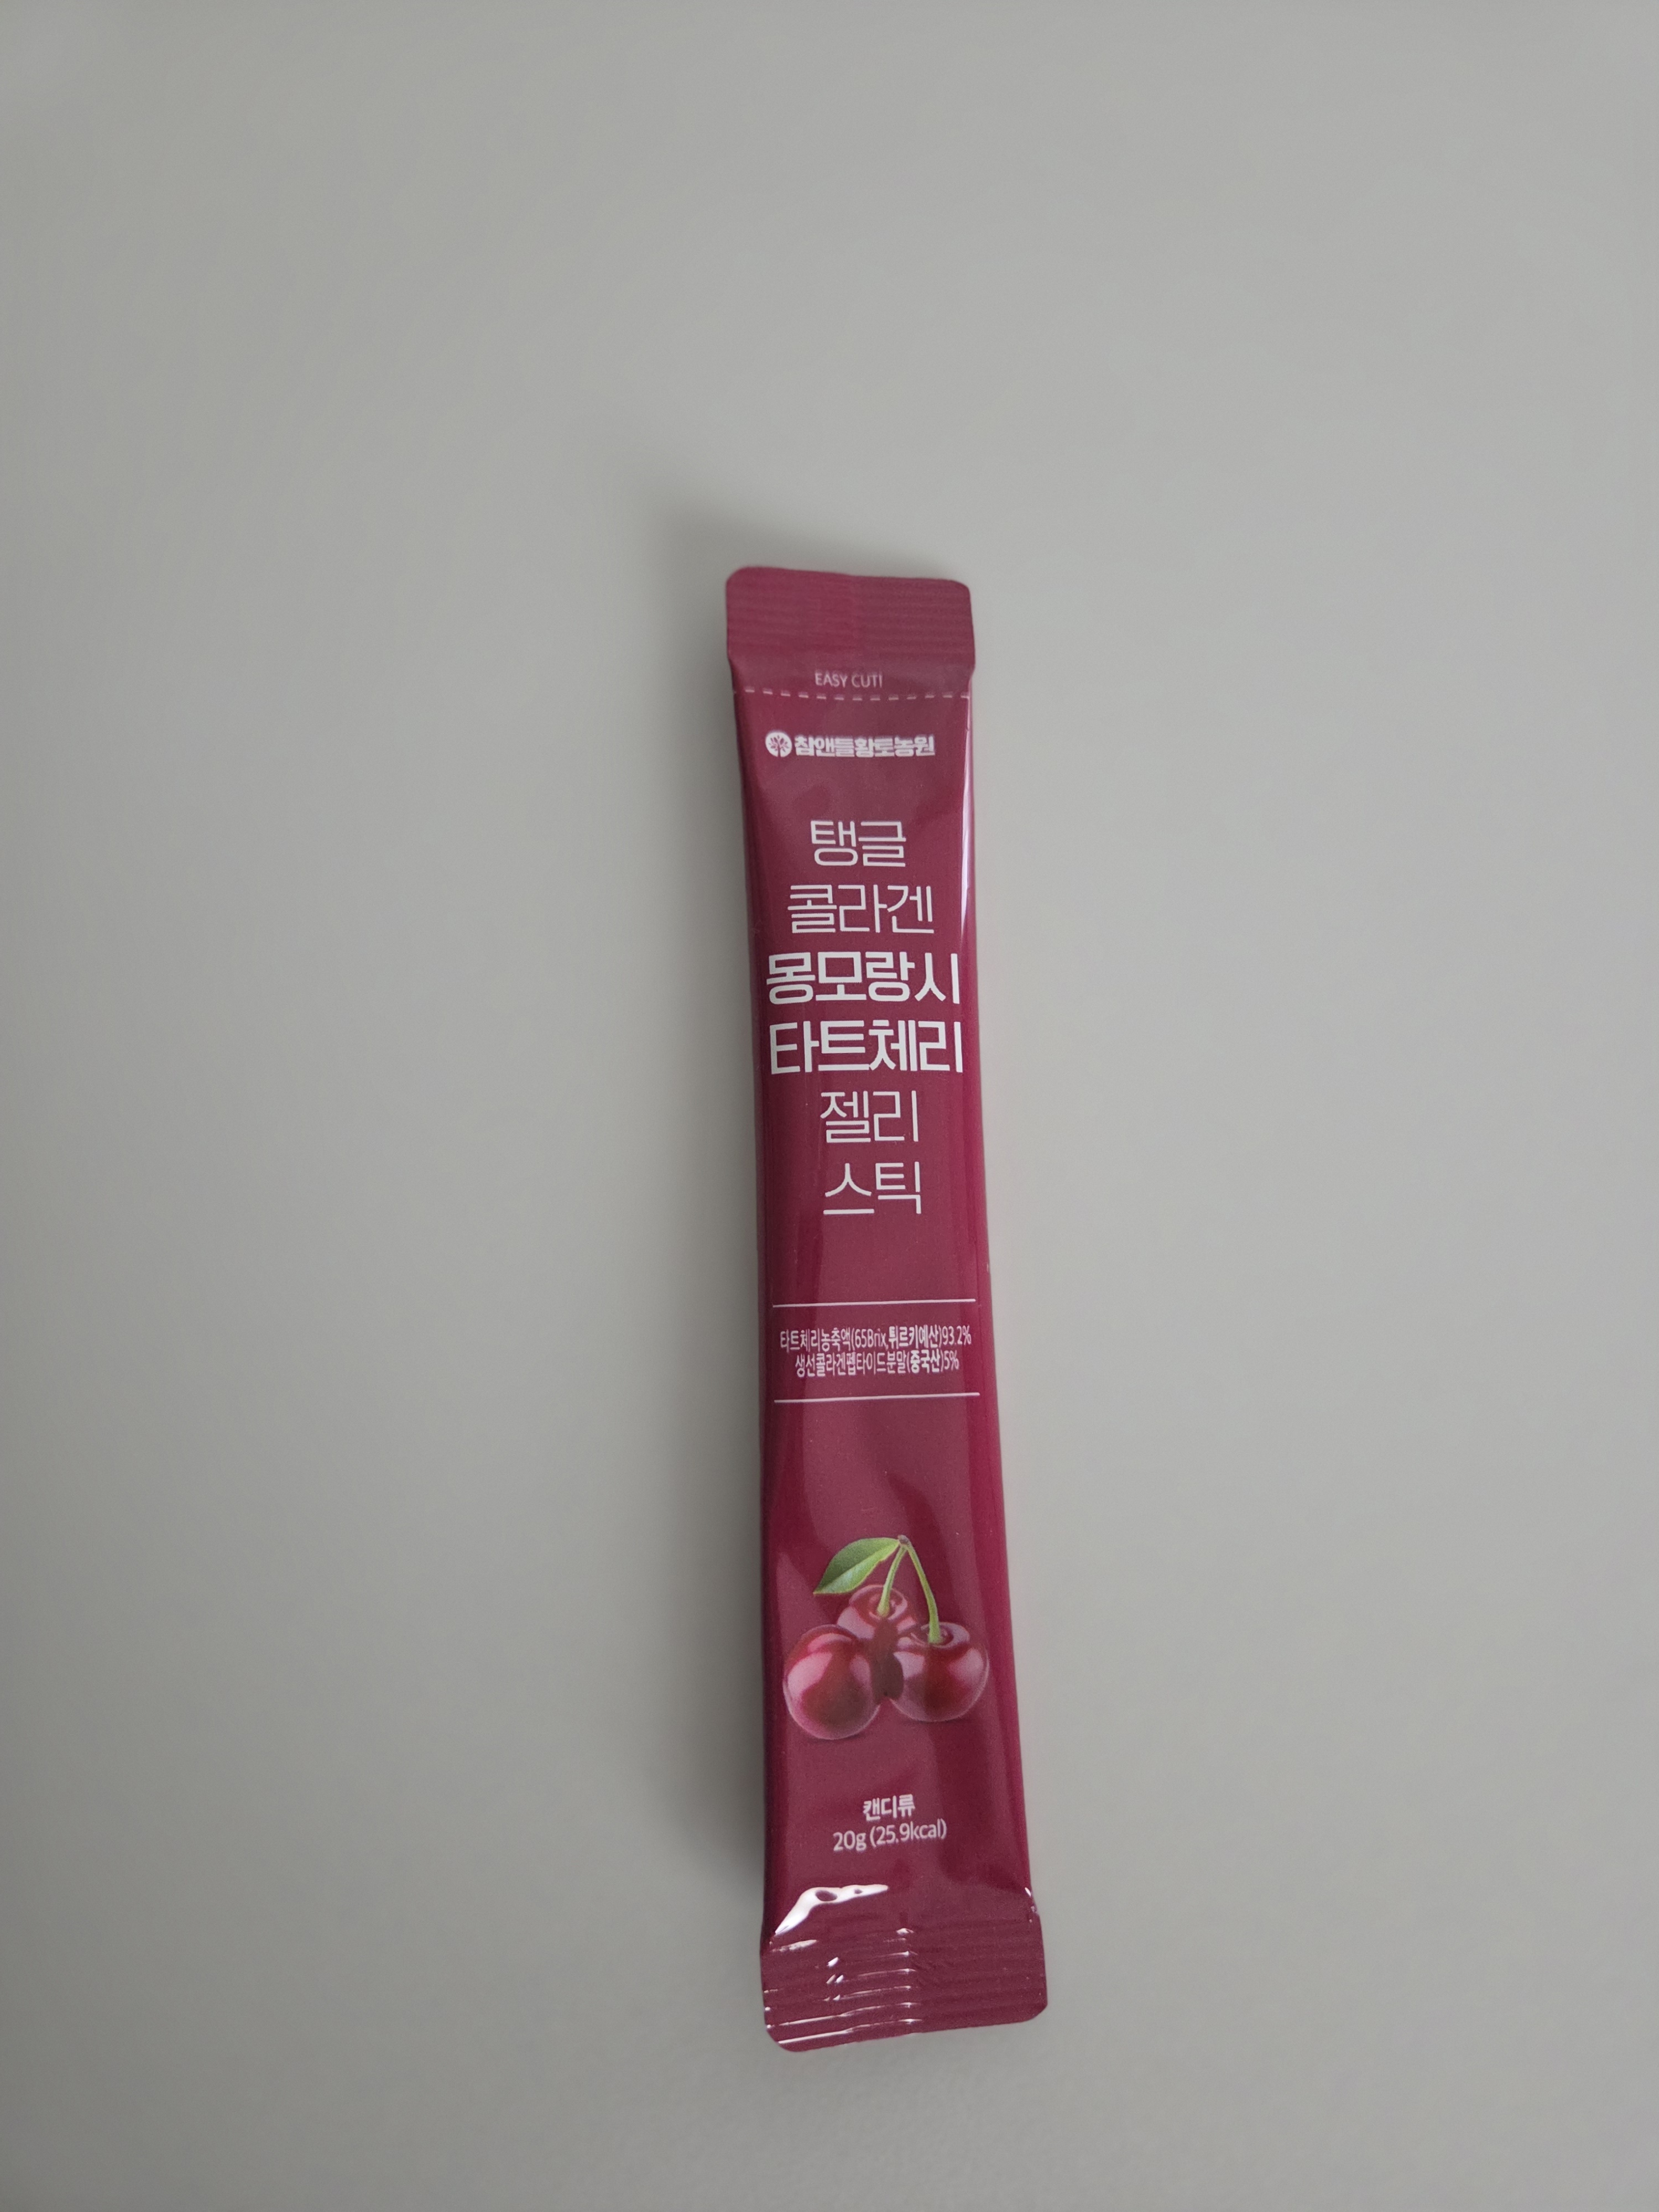 EASY CUT!
참앤들황토농원
탱글
콜라겐
몽모랑시
타트체리
젤리
스틱
타트체리농축액(65Brix,튀르키예산)93.2%
생선콜라겐펩타이드분말(중국산)5%
캔디류
20g (25.9kcal)